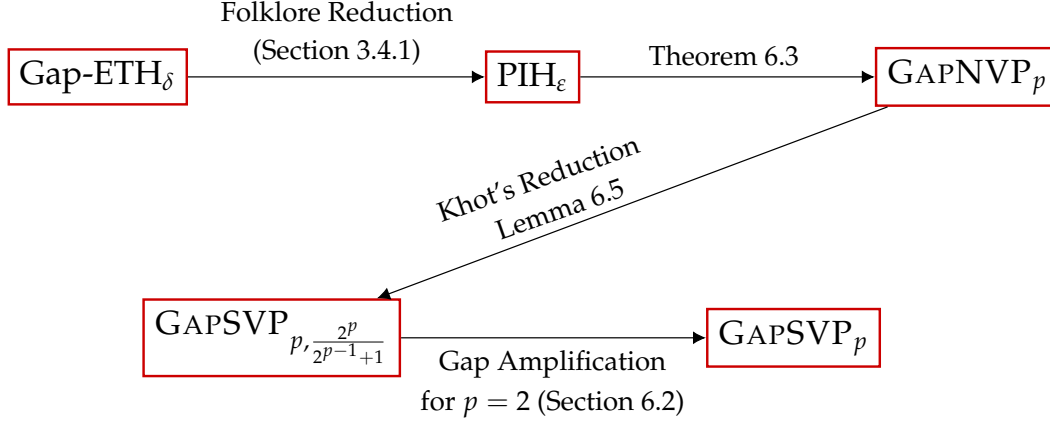 Folklore Reduction
(Section 3.4.1)
Theorem 6.3
Gap-ETH_δ
PIH_ε
GAPNVP_p
Khot's Reduction
Lemma 6.5
GAPSVP_{p, \frac{2^p}{2^{p-1}+1}}
GAPSVP_p
Gap Amplification
for p = 2 (Section 6.2)